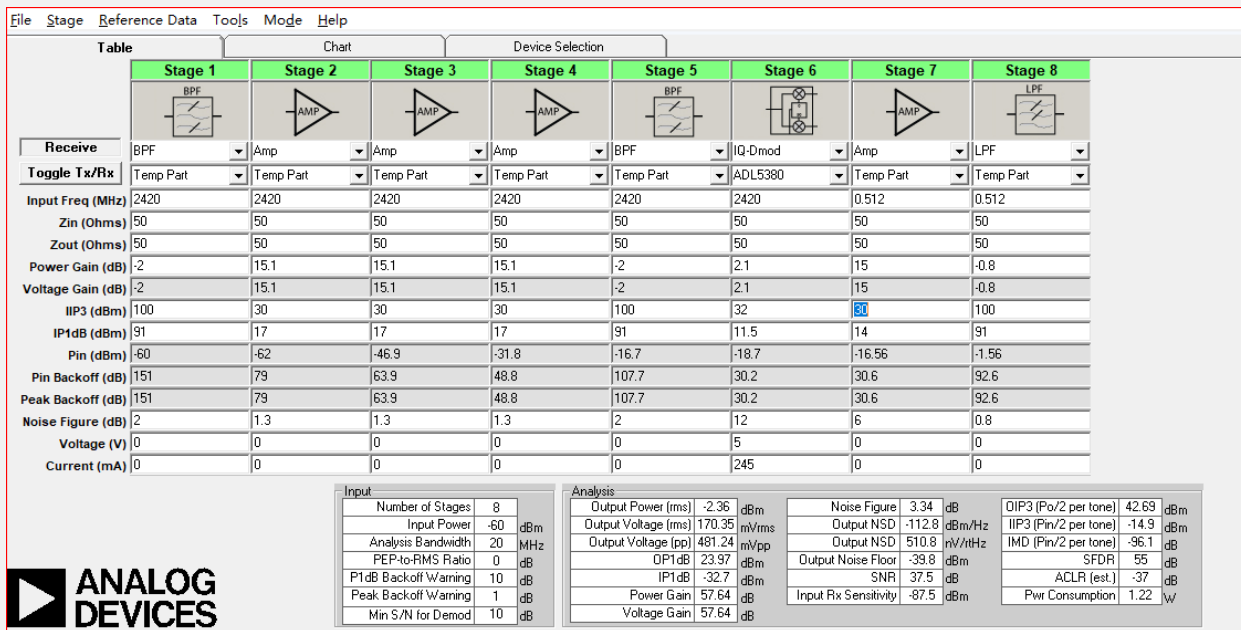 File Stage Reference Data Tools Mode Help
Table Chart Device Selection
Stage 1 Stage 2 Stage 3 Stage 4 Stage 5 Stage 6 Stage 7 Stage 8
BPF AMP AMP AMP BPF AMP LPF
Receive BPF Amp Amp Amp BPF IQ-Dmod Amp LPF
Toggle Tx/Rx Temp Part Temp Part Temp Part Temp Part Temp Part ADL5380 Temp Part Temp Part
Input Freq (MHz) 2420 2420 2420 2420 2420 2420 0.512 0.512
Zin (Ohms) 50 50 50 50 50 50 50 50
Zout (Ohms) 50 50 50 50 50 50 50 50
Power Gain (dB) -2 15.1 15.1 15.1 -2 2.1 15 -0.8
Voltage Gain (dB) -2 15.1 15.1 15.1 -2 2.1 15 -0.8
IIP3 (dBm) 100 30 30 30 100 32 30 100
IP1dB (dBm) 91 17 17 17 91 11.5 14 91
Pin (dBm) -60 -62 -46.9 -31.8 -16.7 -18.7 -16.56 -1.56
Pin Backoff (dB) 151 79 63.9 48.8 107.7 30.2 30.6 92.6
Peak Backoff (dB) 151 79 63.9 48.8 107.7 30.2 30.6 92.6
Noise Figure (dB) 2 1.3 1.3 1.3 2 12 6 0.8
Voltage (V) 0 0 0 0 0 5 0 0
Current (mA) 0 0 0 0 0 245 0 0
Input
Number of Stages 8
Input Power -60 dBm
Analysis Bandwidth 20 MHz
PEP-to-RMS Ratio 0 dB
P1dB Backoff Warning 10 dB
Peak Backoff Warning 1 dB
Min S/N for Demod 10 dB
Analysis
Output Power (rms) -2.36 dBm Noise Figure 3.34 dB OIP3 (Po/2 per tone) 42.69 dBm
Output Voltage (rms) 170.35 mVrms Output NSD -112.8 dBm/Hz IIP3 (Pin/2 per tone) -14.9 dBm
Output Voltage (pp) 481.24 mVpp Output NSD 510.8 nV/rtHz IMD (Pin/2 per tone) -96.1 dB
OP1dB 23.97 dBm Output Noise Floor -39.8 dBm SFDR 55 dB
IP1dB -32.7 dBm SNR 37.5 dB ACLR (est.) -37 dB
Power Gain 57.64 dB Input Rx Sensitivity -87.5 dBm Pwr Consumption 1.22 W
Voltage Gain 57.64 dB
ANALOG
DEVICES